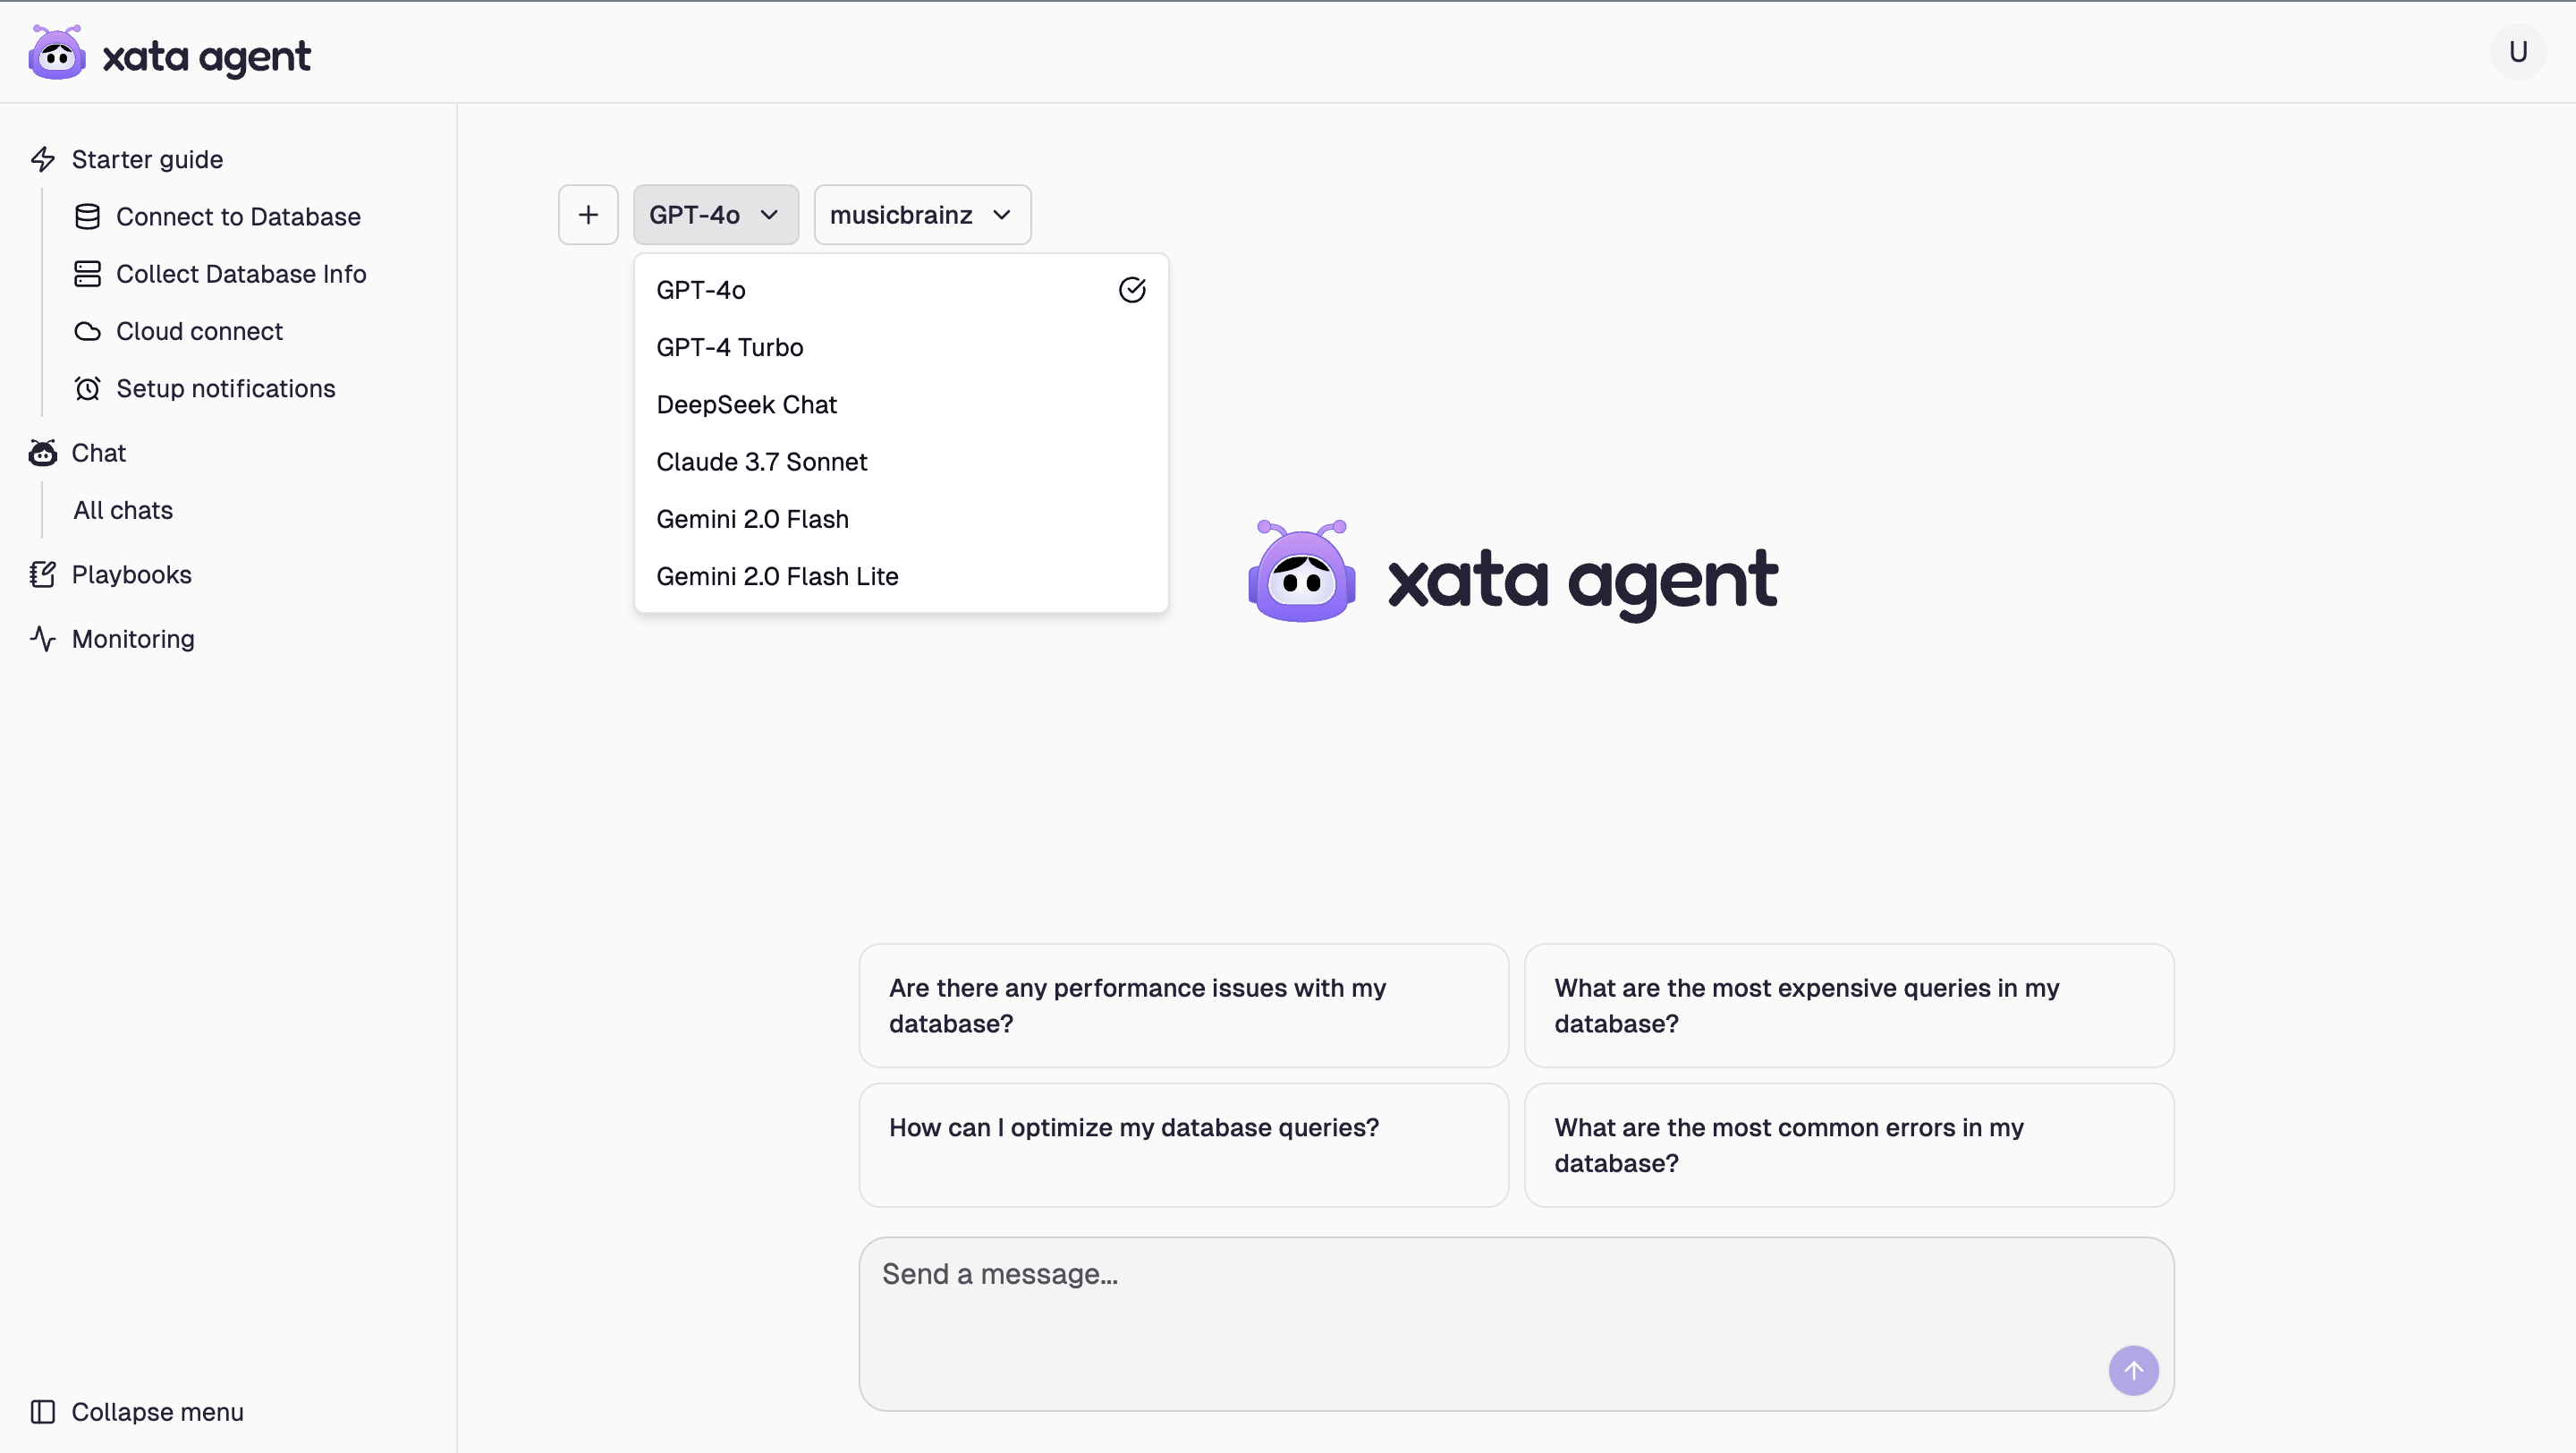 xata agent
U
Starter guide
Connect to Database
Collect Database Info
Cloud connect
Setup notifications
Chat
All chats
Playbooks
Monitoring
Collapse menu
+
GPT-4o
musicbrainz
GPT-4o
GPT-4 Turbo
DeepSeek Chat
Claude 3.7 Sonnet
Gemini 2.0 Flash
Gemini 2.0 Flash Lite
xata agent
Are there any performance issues with my
database?
What are the most expensive queries in my
database?
How can I optimize my database queries?
What are the most common errors in my
database?
Send a message...